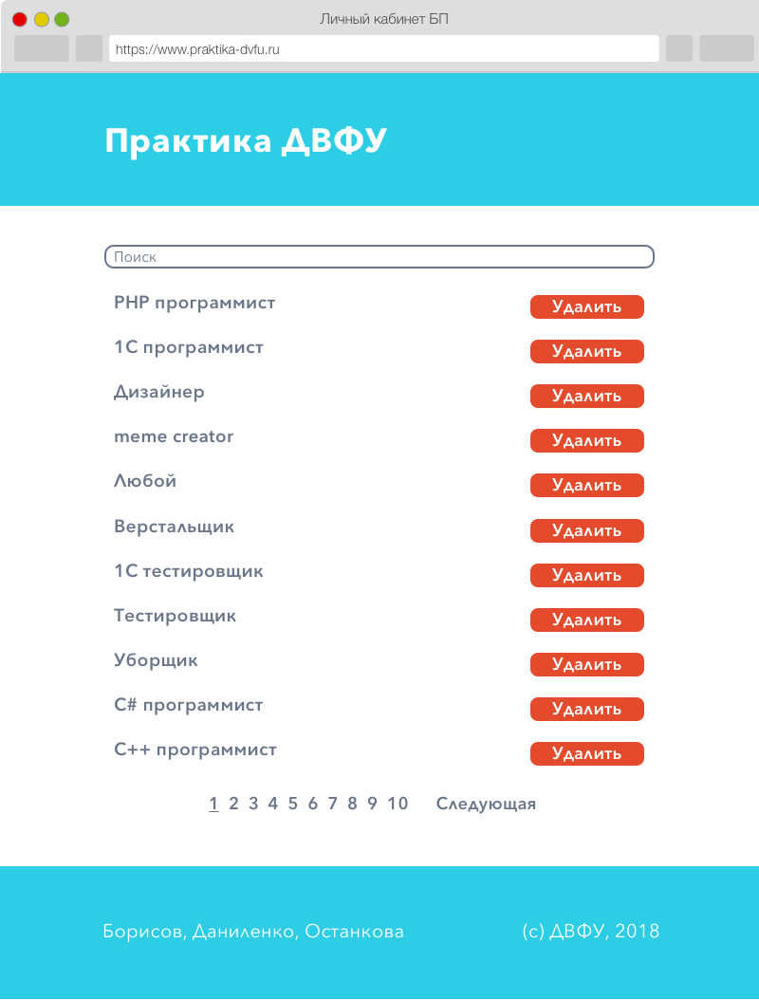 Личный кабинет БП
https://www.praktika-dvfu.ru
Практика ДВФУ
Поиск
PHP программист Удалить
1С программист Удалить
Дизайнер Удалить
meme creator Удалить
Любой Удалить
Верстальщик Удалить
1С тестировщик Удалить
Тестировщик Удалить
Уборщик Удалить
C# программист Удалить
C++ программист Удалить
1 2 3 4 5 6 7 8 9 10 Следующая
Борисов, Даниленко, Останкова (с) ДВФУ, 2018